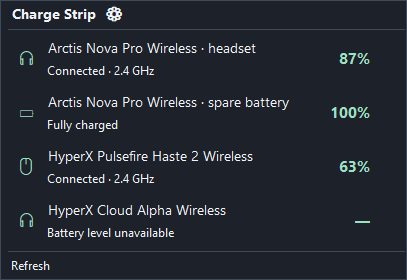 Charge Strip
Arctis Nova Pro Wireless · headset
87%
Connected · 2.4 GHz
Arctis Nova Pro Wireless · spare battery
100%
Fully charged
HyperX Pulsefire Haste 2 Wireless
63%
Connected · 2.4 GHz
HyperX Cloud Alpha Wireless
—
Battery level unavailable
Refresh